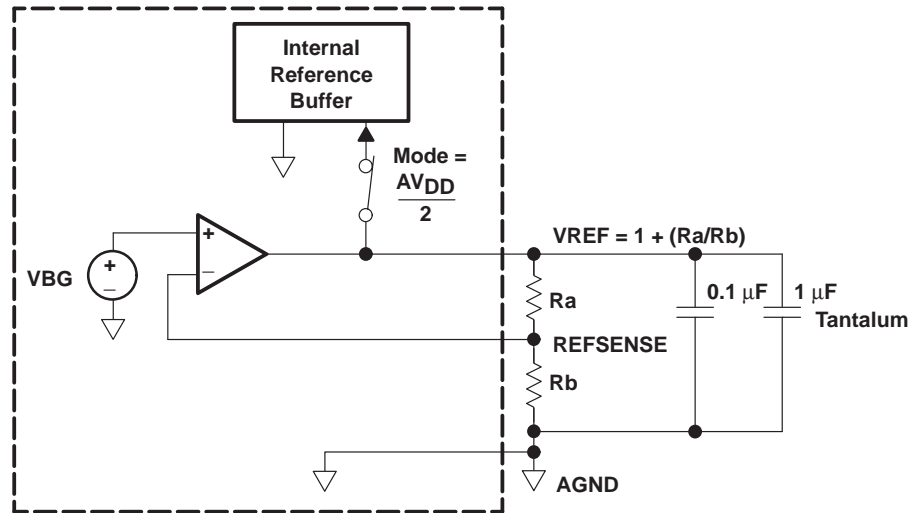 Internal
Reference
Buffer
Mode =
AVDD
2
+
−
VBG
+
−
VREF = 1 + (Ra/Rb)
Ra
0.1 μF
1 μF
Tantalum
REFSENSE
Rb
AGND